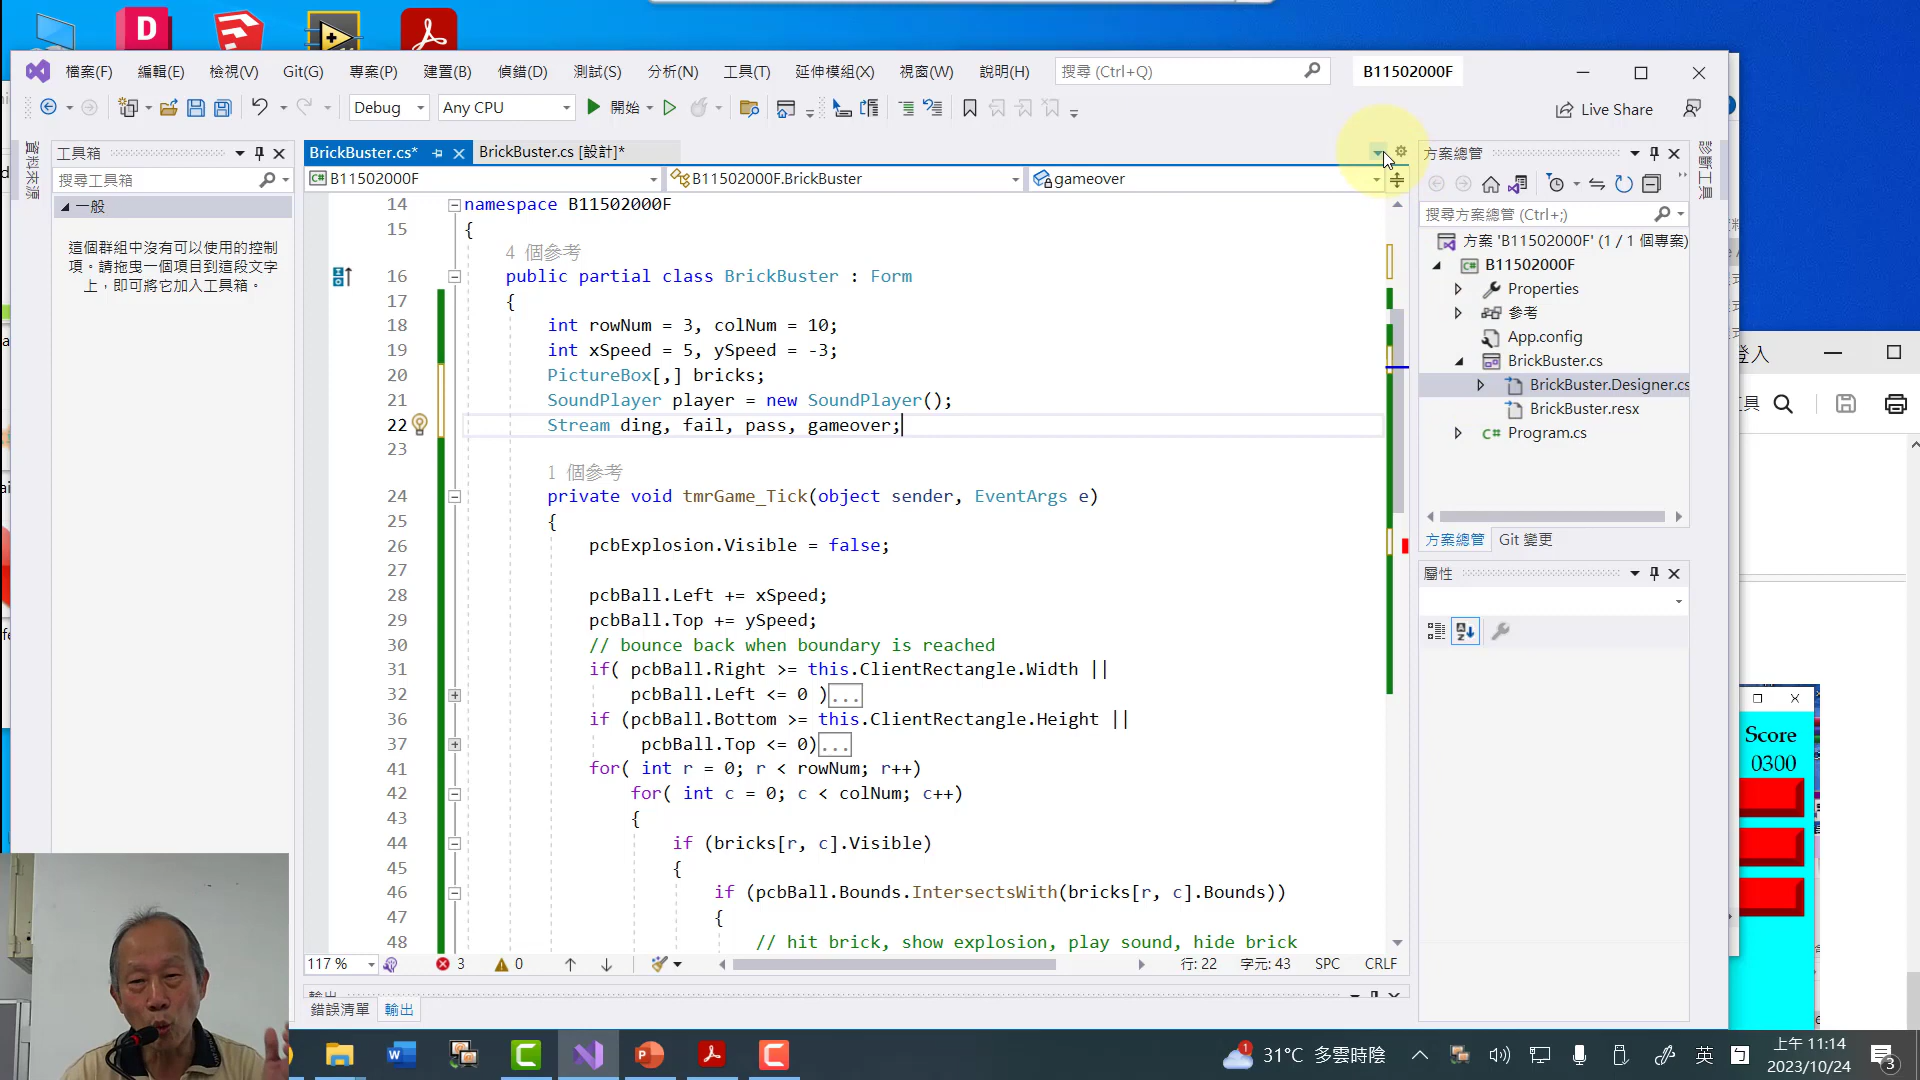 檔案(F) 編輯(E) 檢視(V) Git(G) 專案(P) 建置(B) 偵錯(D) 測試(S) 分析(N) 工具(T) 延伸模組(X) 視窗(W) 說明(H) 搜尋 (Ctrl+Q) B11502000F
Debug Any CPU 開始 Live Share
資料來源
工具箱
搜尋工具箱
一般
這個群組中沒有可以使用的控制
項。請拖曳一個項目到這段文字
上，即可將它加入工具箱。
BrickBuster.cs* BrickBuster.cs [設計]*
B11502000F B11502000F.BrickBuster gameover
14 namespace B11502000F
15 {
4 個參考
16 public partial class BrickBuster : Form
17 {
18 int rowNum = 3, colNum = 10;
19 int xSpeed = 5, ySpeed = -3;
20 PictureBox[,] bricks;
21 SoundPlayer player = new SoundPlayer();
22 Stream ding, fail, pass, gameover;
23
1 個參考
24 private void tmrGame_Tick(object sender, EventArgs e)
25 {
26 pcbExplosion.Visible = false;
27
28 pcbBall.Left += xSpeed;
29 pcbBall.Top += ySpeed;
30 // bounce back when boundary is reached
31 if( pcbBall.Right >= this.ClientRectangle.Width ||
32 pcbBall.Left <= 0 )...
36 if (pcbBall.Bottom >= this.ClientRectangle.Height ||
37 pcbBall.Top <= 0)...
41 for( int r = 0; r < rowNum; r++)
42 for( int c = 0; c < colNum; c++)
43 {
44 if (bricks[r, c].Visible)
45 {
46 if (pcbBall.Bounds.IntersectsWith(bricks[r, c].Bounds))
47 {
48 // hit brick, show explosion, play sound, hide brick
117 % 3 0 行: 22 字元: 43 SPC CRLF
輸出
錯誤清單 輸出
方案總管
搜尋方案總管 (Ctrl+;)
方案 'B11502000F' (1 / 1 個專案)
B11502000F
Properties
參考
App.config
BrickBuster.cs
BrickBuster.Designer.cs
BrickBuster.resx
Program.cs
方案總管 Git 變更
屬性
診斷工具
登入
具
Score
0300
31°C 多雲時陰 英
上午 11:14
2023/10/24
3